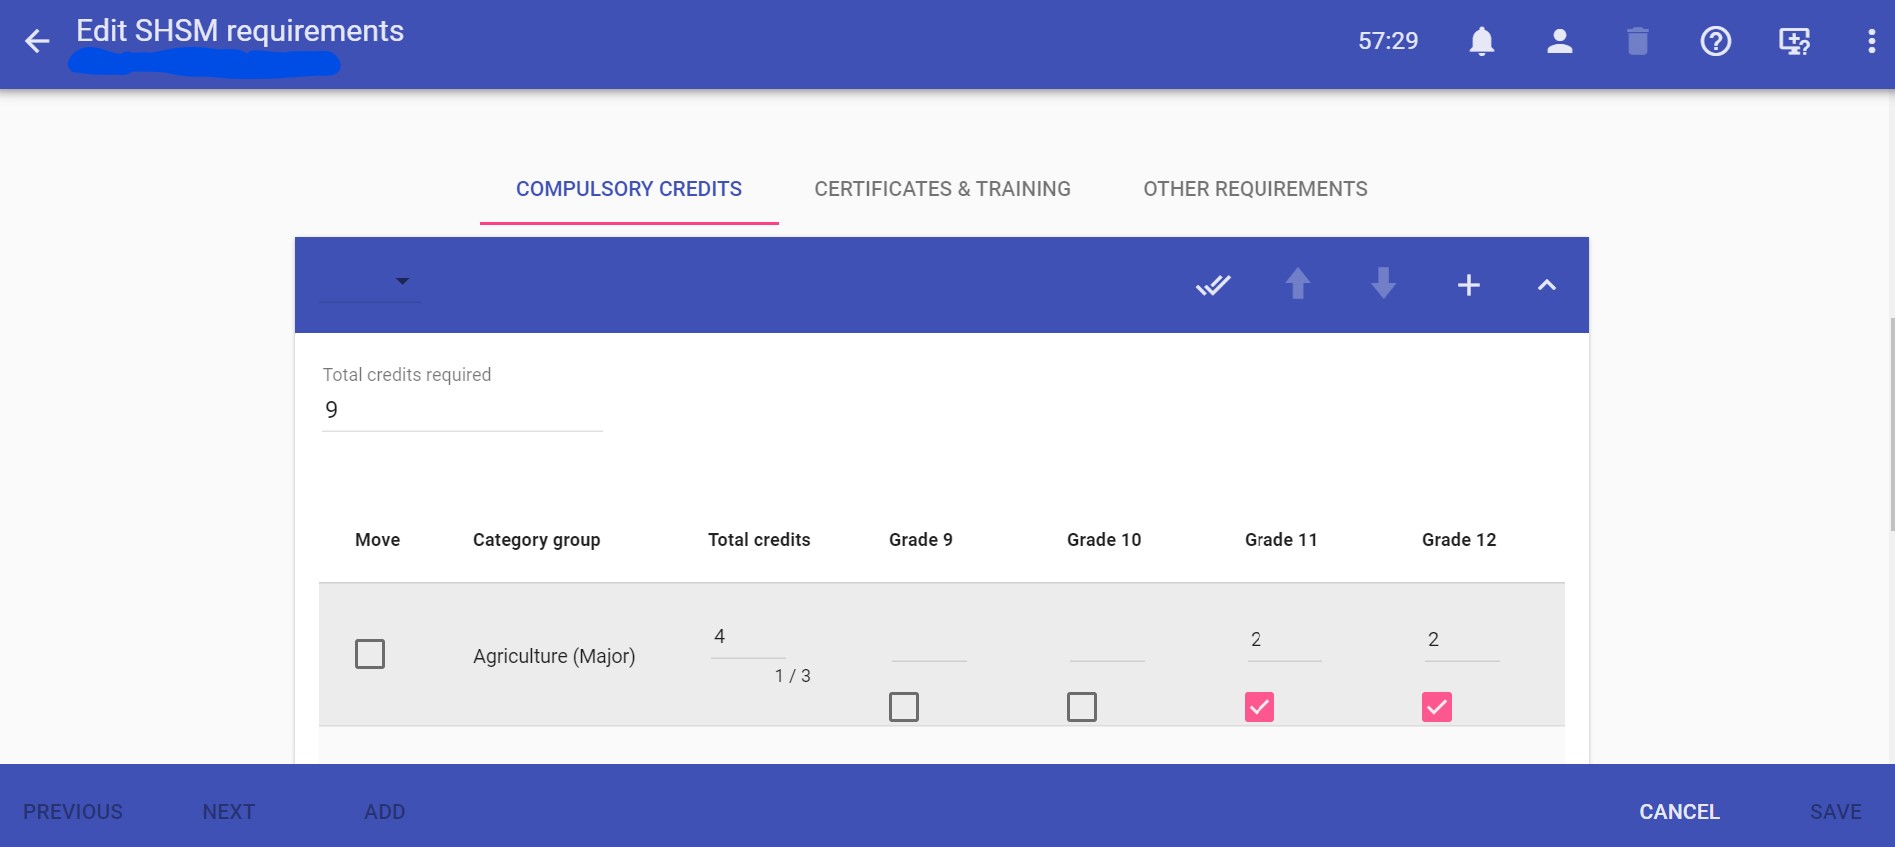 Edit SHSM requirements
57:29
COMPULSORY CREDITS CERTIFICATES & TRAINING OTHER REQUIREMENTS
Total credits required
9
Move Category group Total credits Grade 9 Grade 10 Grade 11 Grade 12
Agriculture (Major) 4 2 2
1 / 3
PREVIOUS NEXT ADD CANCEL SAVE